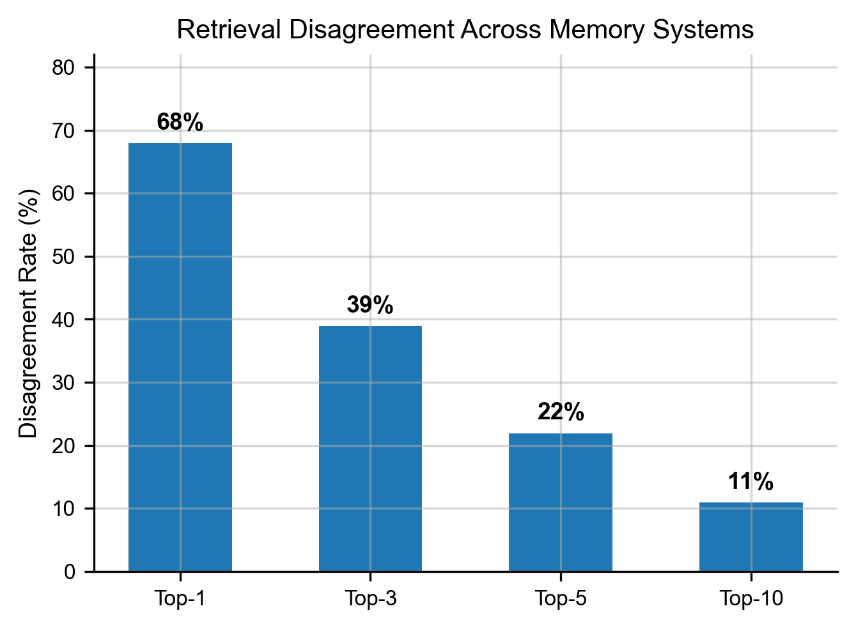 Retrieval Disagreement Across Memory Systems
Disagreement Rate (%)
80
70
60
50
40
30
20
10
0
68%
39%
22%
11%
Top-1
Top-3
Top-5
Top-10